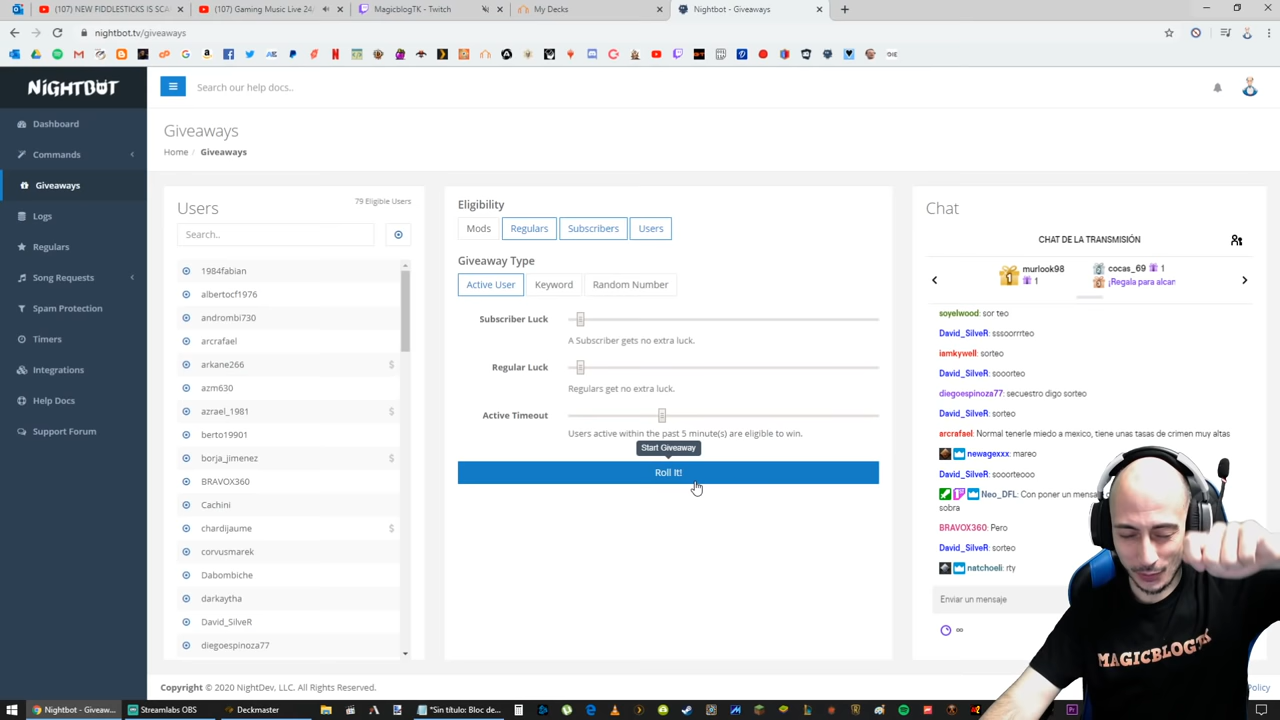 (107) NEW FIDDLESTICKS IS SCA
(107) Gaming Music Live 24/
MagicblogTK - Twitch
My Decks
Nightbot - Giveaways
nightbot.tv/giveaways
NIGHTBOT
Search our help docs..
Dashboard
Commands
Giveaways
Logs
Regulars
Song Requests
Spam Protection
Timers
Integrations
Help Docs
Support Forum
Giveaways
Home / Giveaways
Users
79 Eligible Users
Search..
1984fabian
albertocf1976
andrombi730
arcrafael
arkane266 $
azm630
azrael_1981 $
berto19901
borja_jimenez $
BRAVOX360
Cachini
chardijaume $
corvusmarek
Dabombiche
darkaytha
David_SilveR
diegoespinoza77
Eligibility
Mods Regulars Subscribers Users
Giveaway Type
Active User Keyword Random Number
Subscriber Luck
A Subscriber gets no extra luck.
Regular Luck
Regulars get no extra luck.
Active Timeout
Users active within the past 5 minute(s) are eligible to win.
Start Giveaway
Roll It!
Chat
CHAT DE LA TRANSMISIÓN
murlook98
1
cocas_69 1
¡Regala para alcan
soyelwood: sor teo
David_SilveR: sssoorrrteo
iamkywell: sorteo
David_SilveR: sooorteo
diegoespinoza77: secuestro digo sorteo
David_SilveR: sorteo
arcrafael: Normal tenerle miedo a mexico, tiene unas tasas de crimen muy altas
newagexxx: mareo
David_SilveR: sooorteooo
Neo_DFL: Con poner un mensa
sobra
BRAVOX360: Pero
David_SilveR: sorteo
natchoeli: rty
Enviar un mensaje
∞
MAGICBLOGTK
Copyright © 2020 NightDev, LLC. All Rights Reserved.
Policy
Nightbot - Giveaw...
Streamlabs OBS
Deckmaster
*Sin título: Bloc de...